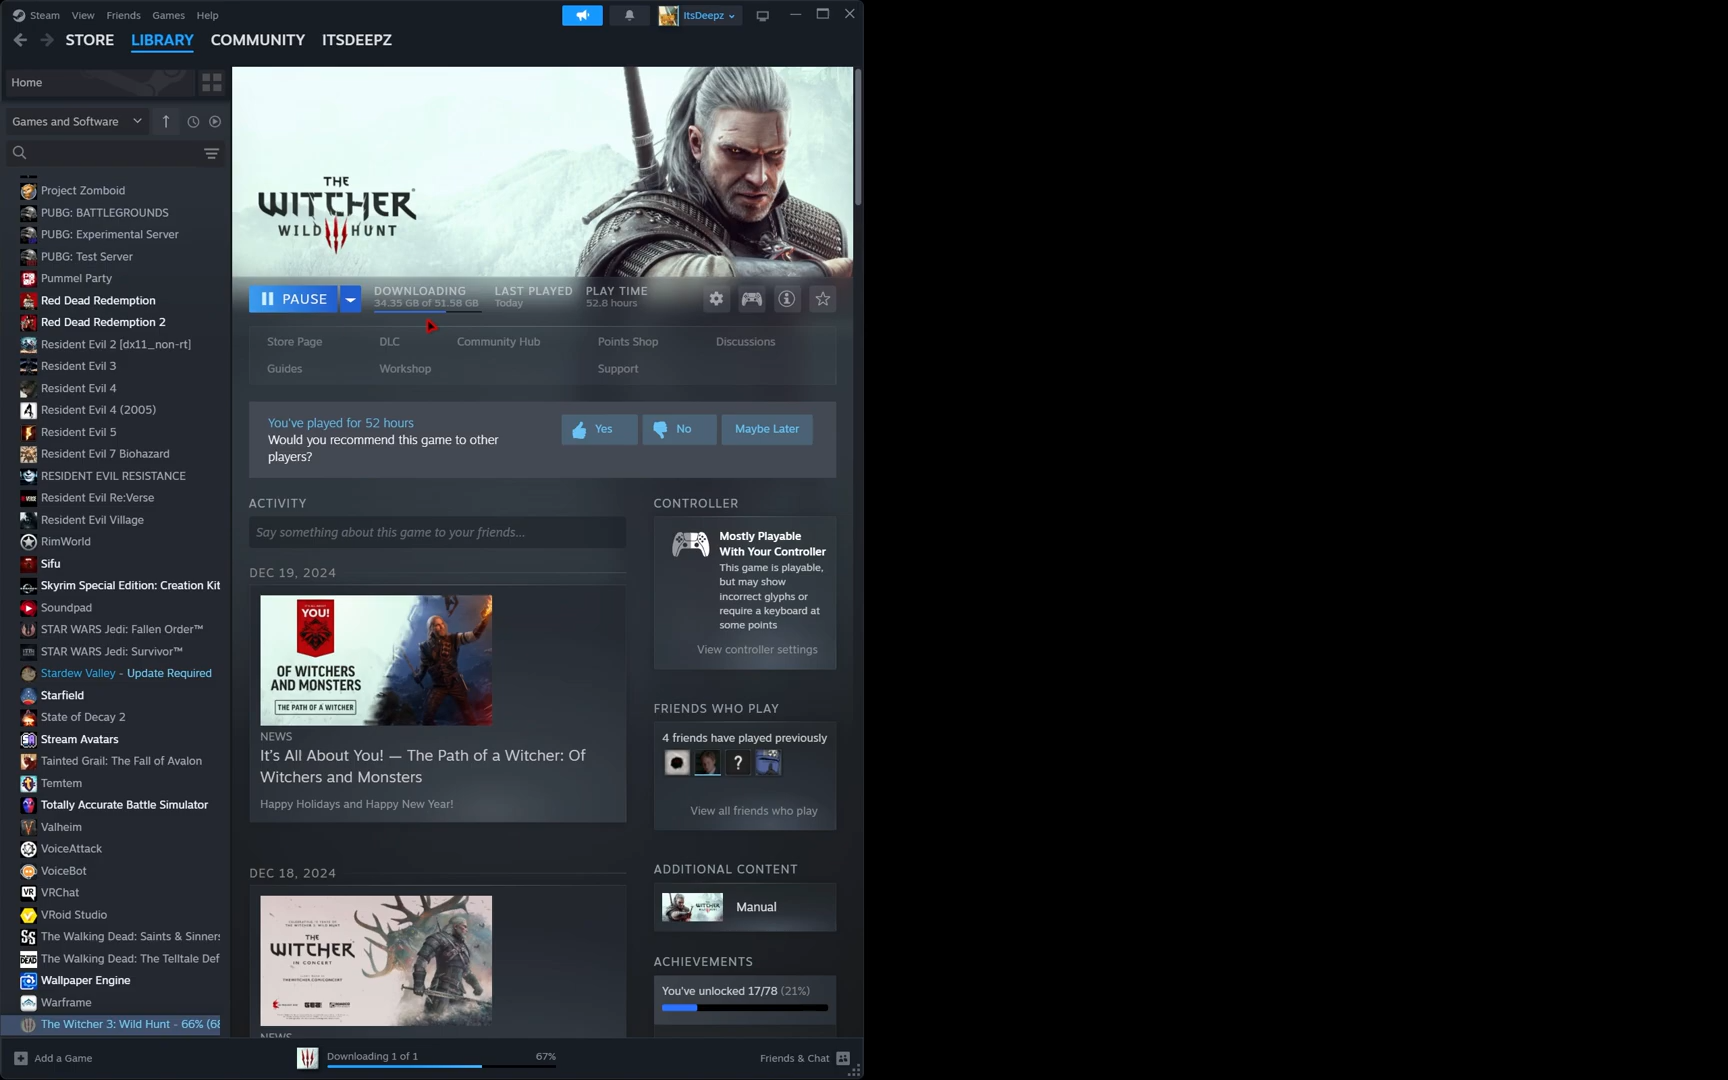 Steam View Friends Games Help
ItsDeepz
STORE LIBRARY COMMUNITY ITSDEEPZ
Home
Games and Software
Project Zomboid
PUBG: BATTLEGROUNDS
PUBG: Experimental Server
PUBG: Test Server
Pummel Party
Red Dead Redemption
Red Dead Redemption 2
Resident Evil 2 [dx11_non-rt]
Resident Evil 3
Resident Evil 4
Resident Evil 4 (2005)
Resident Evil 5
Resident Evil 7 Biohazard
RESIDENT EVIL RESISTANCE
Resident Evil Re:Verse
Resident Evil Village
RimWorld
Sifu
Skyrim Special Edition: Creation Kit
Soundpad
STAR WARS Jedi: Fallen Order™
STAR WARS Jedi: Survivor™
Stardew Valley - Update Required
Starfield
State of Decay 2
Stream Avatars
Tainted Grail: The Fall of Avalon
Temtem
Totally Accurate Battle Simulator
Valheim
VoiceAttack
VoiceBot
VRChat
VRoid Studio
The Walking Dead: Saints & Sinners
The Walking Dead: The Telltale Def
Wallpaper Engine
Warframe
The Witcher 3: Wild Hunt - 66% (68
THE
WITCHER
WILD HUNT
PAUSE
DOWNLOADING
34.35 GB of 51.58 GB
LAST PLAYED
Today
PLAY TIME
52.8 hours
Store Page DLC Community Hub Points Shop Discussions
Guides Workshop Support
You've played for 52 hours
Would you recommend this game to other
players?
Yes No Maybe Later
ACTIVITY
Say something about this game to your friends...
DEC 19, 2024
YOU!
OF WITCHERS
AND MONSTERS
THE PATH OF A WITCHER
NEWS
It's All About You! — The Path of a Witcher: Of
Witchers and Monsters
Happy Holidays and Happy New Year!
DEC 18, 2024
THE
WITCHER
IN CONCERT
NEWS
CONTROLLER
Mostly Playable
With Your Controller
This game is playable,
but may show
incorrect glyphs or
require a keyboard at
some points
View controller settings
FRIENDS WHO PLAY
4 friends have played previously
?
View all friends who play
ADDITIONAL CONTENT
Manual
ACHIEVEMENTS
You've unlocked 17/78 (21%)
Add a Game
Downloading 1 of 1 67%
Friends & Chat